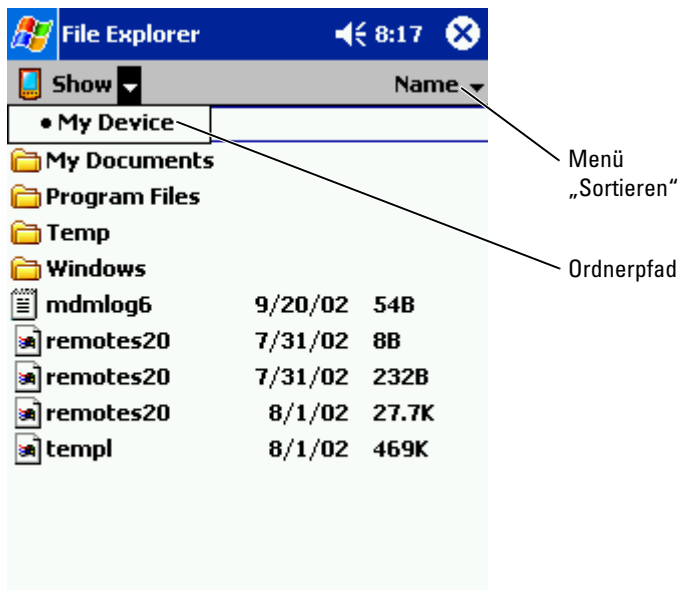 File Explorer 8:17
Show Name
• My Device
My Documents
Program Files
Temp
Windows
mdmlog6 9/20/02 54B
remotes20 7/31/02 8B
remotes20 7/31/02 232B
remotes20 8/1/02 27.7K
templ 8/1/02 469K
Menü
„Sortieren“
Ordnerpfad